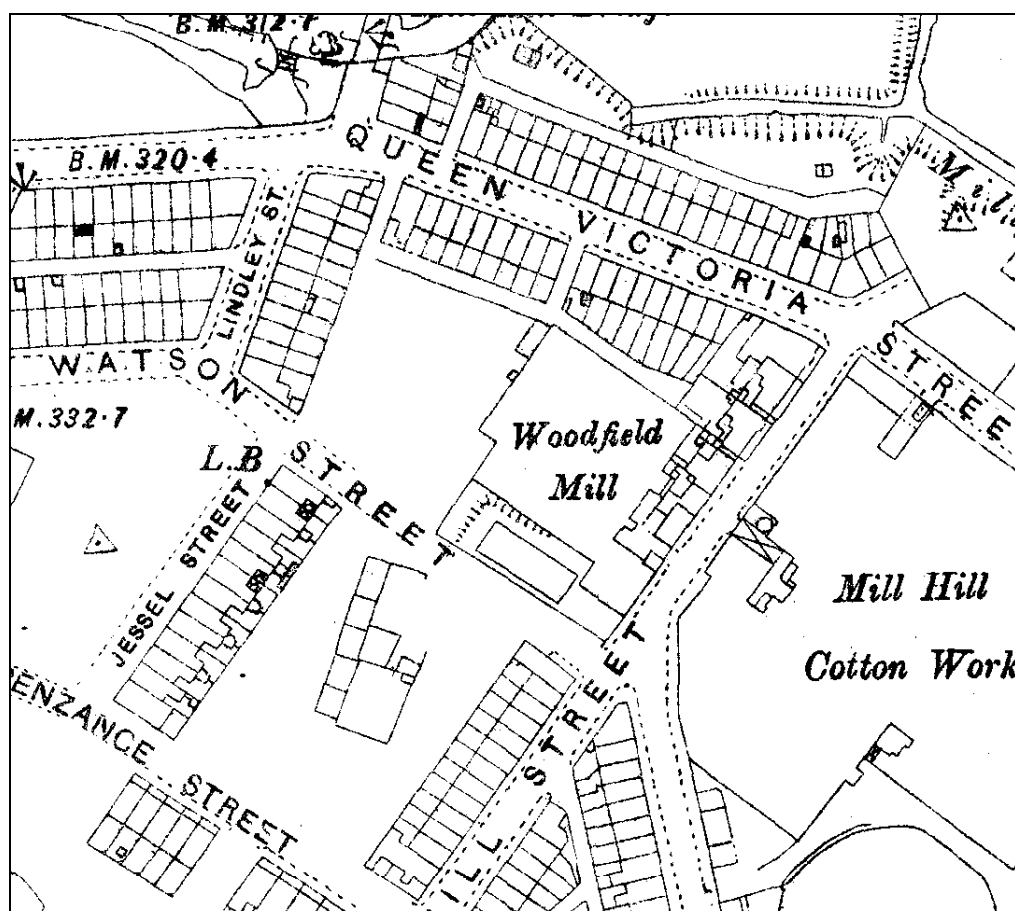 B.M. 312.7
B.M. 320.4
QUEEN VICTORIA
STREE
LINDLEY ST.
WATSON STREET
M. 332.7
L.B
Woodfield
Mill
JESSEL STREET
Mill Hill
Cotton Work
ENZANCE STREET
ILL STREET